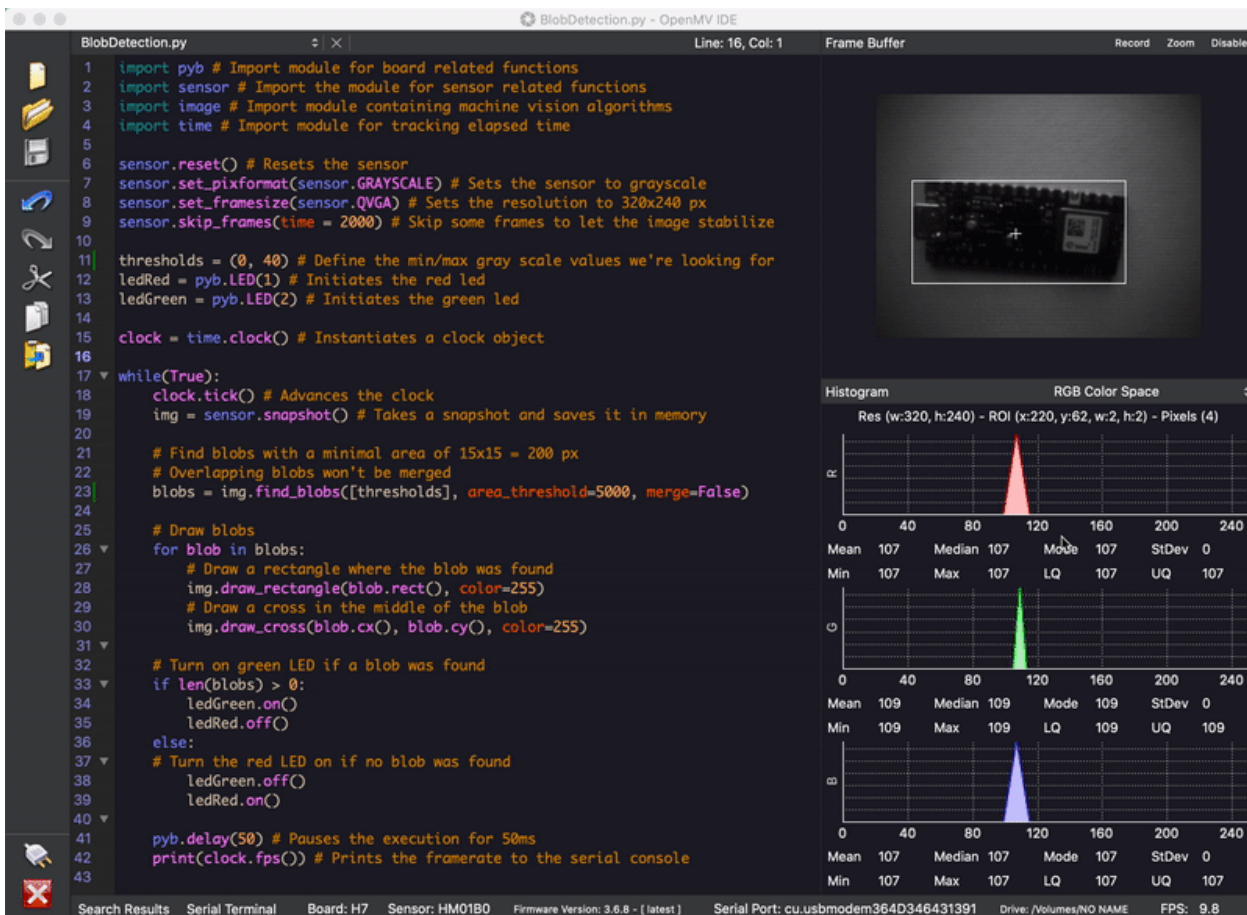 BlobDetection.py - OpenMV IDE
BlobDetection.py
Line: 16, Col: 1
1 import pyb # Import module for board related functions
2 import sensor # Import the module for sensor related functions
3 import image # Import module containing machine vision algorithms
4 import time # Import module for tracking elapsed time
5
6 sensor.reset() # Resets the sensor
7 sensor.set_pixformat(sensor.GRAYSCALE) # Sets the sensor to grayscale
8 sensor.set_framesize(sensor.QVGA) # Sets the resolution to 320x240 px
9 sensor.skip_frames(time = 2000) # Skip some frames to let the image stabilize
10
11 thresholds = (0, 40) # Define the min/max gray scale values we're looking for
12 ledRed = pyb.LED(1) # Initiates the red led
13 ledGreen = pyb.LED(2) # Initiates the green led
14
15 clock = time.clock() # Instantiates a clock object
16
17 while(True):
18 clock.tick() # Advances the clock
19 img = sensor.snapshot() # Takes a snapshot and saves it in memory
20
21 # Find blobs with a minimal area of 15x15 = 200 px
22 # Overlapping blobs won't be merged
23 blobs = img.find_blobs([thresholds], area_threshold=5000, merge=False)
24
25 # Draw blobs
26 for blob in blobs:
27 # Draw a rectangle where the blob was found
28 img.draw_rectangle(blob.rect(), color=255)
29 # Draw a cross in the middle of the blob
30 img.draw_cross(blob.cx(), blob.cy(), color=255)
31
32 # Turn on green LED if a blob was found
33 if len(blobs) > 0:
34 ledGreen.on()
35 ledRed.off()
36 else:
37 # Turn the red LED on if no blob was found
38 ledGreen.off()
39 ledRed.on()
40
41 pyb.delay(50) # Pauses the execution for 50ms
42 print(clock.fps()) # Prints the framerate to the serial console
43
Frame Buffer Record Zoom Disable
Histogram RGB Color Space
Res (w:320, h:240) - ROI (x:220, y:62, w:2, h:2) - Pixels (4)
R
0 40 80 120 160 200 240
Mean 107 Median 107 Mode 107 StDev 0
Min 107 Max 107 LQ 107 UQ 107
G
0 40 80 120 160 200 240
Mean 109 Median 109 Mode 109 StDev 0
Min 109 Max 109 LQ 109 UQ 109
B
0 40 80 120 160 200 240
Mean 107 Median 107 Mode 107 StDev 0
Min 107 Max 107 LQ 107 UQ 107
Search Results Serial Terminal Board: H7 Sensor: HM01B0 Firmware Version: 3.6.8 - [ latest ] Serial Port: cu.usbmodem364D346431391 Drive: /Volumes/NO NAME FPS: 9.8